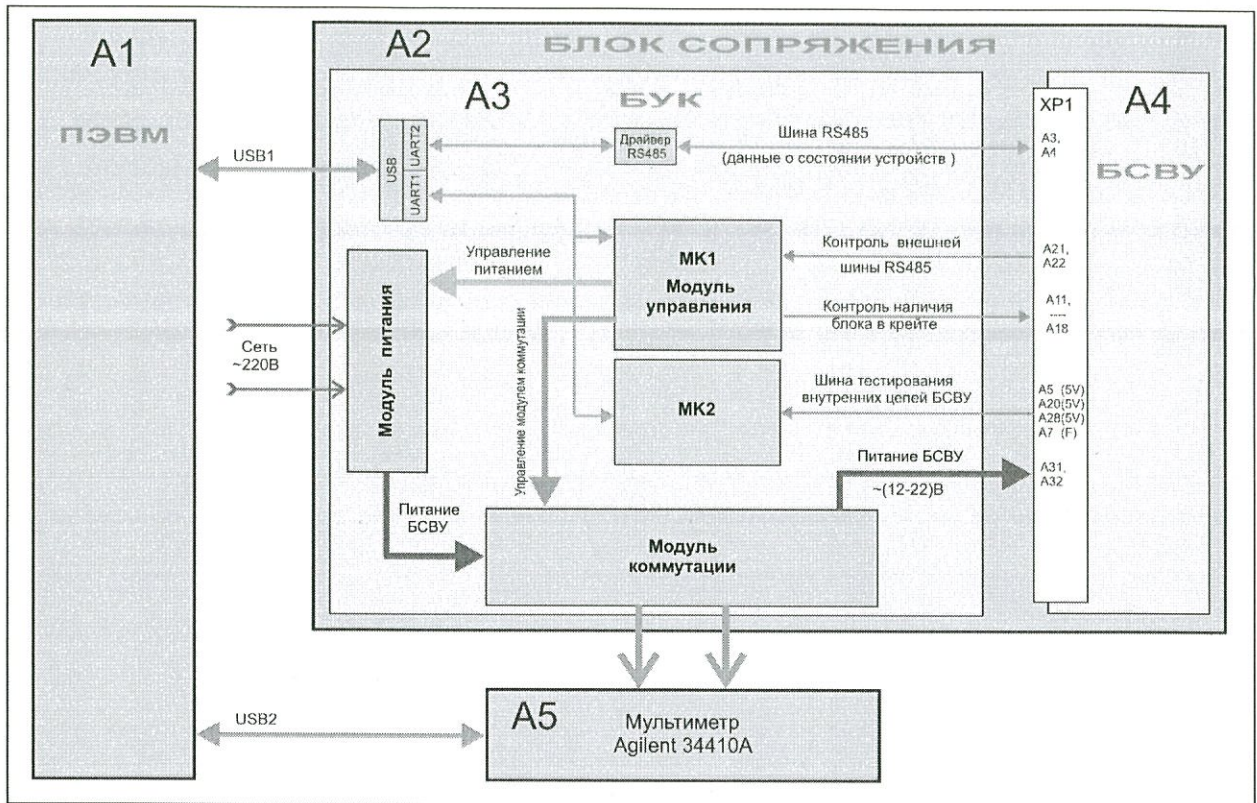 A1
ПЭВМ
A2
БЛОК СОПРЯЖЕНИЯ
A3
БУК
XP1
A4
БСВУ
USB1
USB
UART2
UART1
Драйвер
RS485
Шина RS485
(данные о состоянии устройств )
A3,
A4
Управление
питанием
МК1
Модуль
управления
Контроль внешней
шины RS485
A21,
A22
Контроль наличия
блока в крейте
A11,
----
A18
Сеть
~220В
Модуль питания
Управление модулем коммутации
МК2
Шина тестирования
внутренних цепей БСВУ
A5 (5V)
A20(5V)
A28(5V)
A7 (F)
Питание БСВУ
~(12-22)В
A31,
A32
Питание
БСВУ
Модуль
коммутации
USB2
A5
Мультиметр
Agilent 34410A